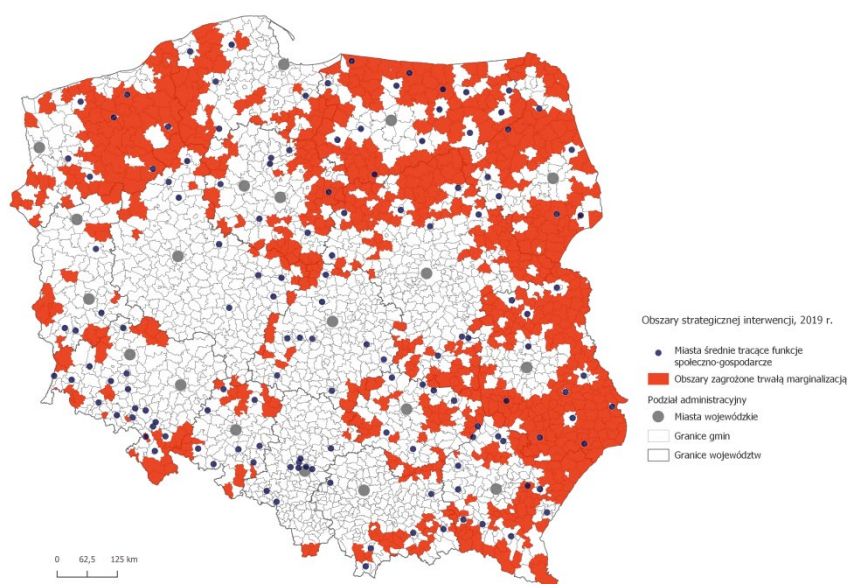 Obszary strategicznej interwencji, 2019 r.
Miasta średnie tracące funkcje
społeczno-gospodarcze
Obszary zagrożone trwałą marginalizacją
Podział administracyjny
Miasta wojewódzkie
Granice gmin
Granice województw
0 62,5 125 km